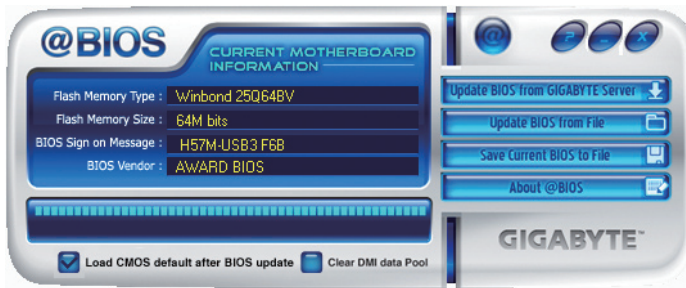 @BIOS
CURRENT MOTHERBOARD
INFORMATION
Flash Memory Type : Winbond 25Q64BV
Flash Memory Size : 64M bits
BIOS Sign on Message : H57M-USB3 F6B
BIOS Vendor : AWARD BIOS
Load CMOS default after BIOS update Clear DMI data Pool
@
? - X
Update BIOS from GIGABYTE Server
Update BIOS from File
Save Current BIOS to File
About @BIOS
GIGABYTE™